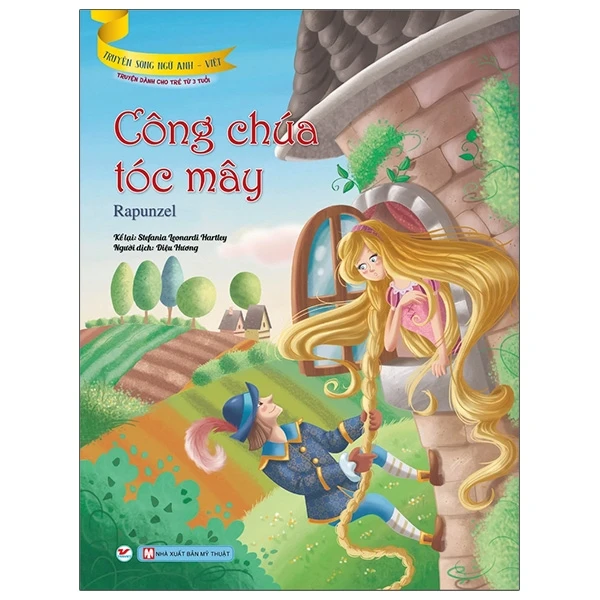 TRUYỆN SONG NGỮ ANH - VIỆT
TRUYỆN DÀNH CHO TRẺ TỪ 3 TUỔI
Công chúa
tóc mây
Rapunzel
Kể lại: Stefania Leonardi Hartley
Người dịch: Diệu Hương
NHÀ XUẤT BẢN MỸ THUẬT